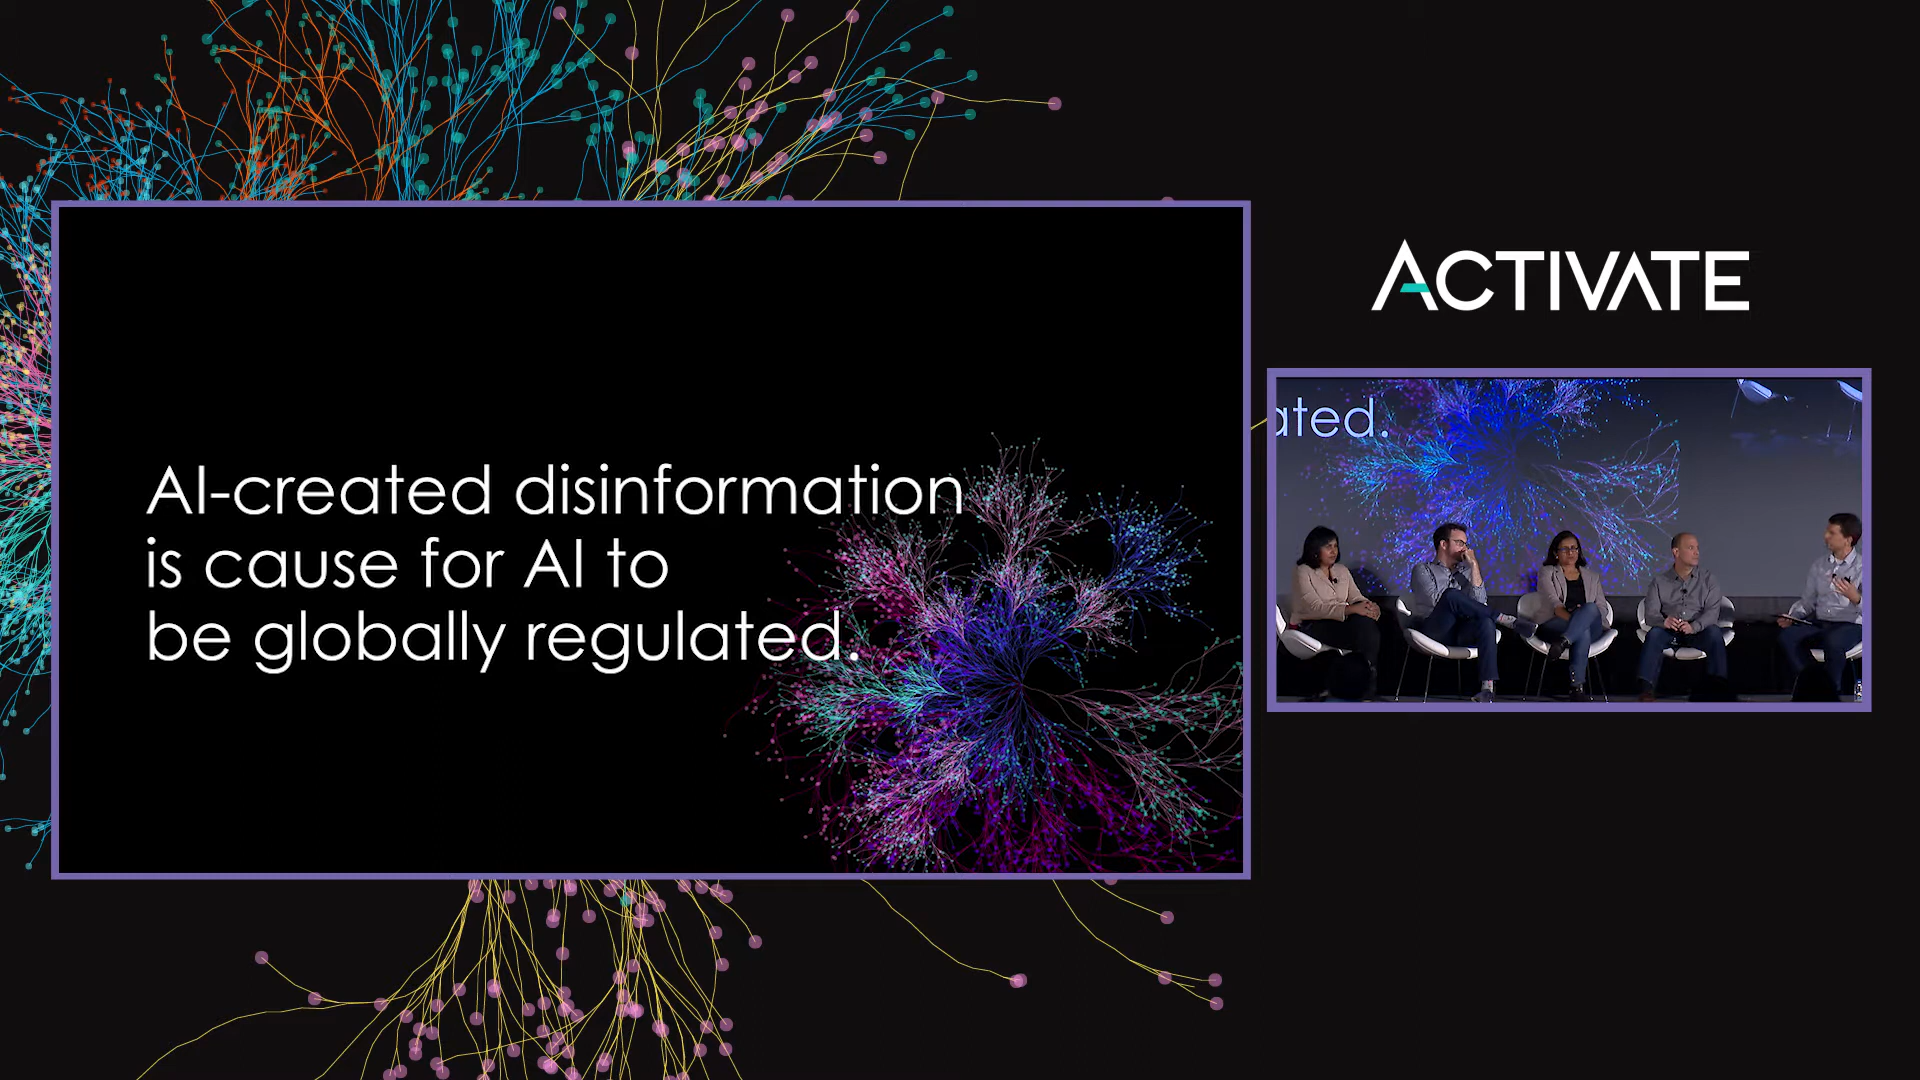 AI-created disinformation
is cause for AI to
be globally regulated.
ACTIVATE
ated.